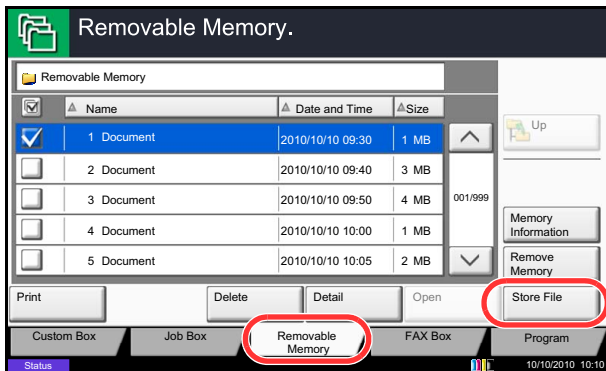 Removable Memory.
Removable Memory
Name Date and Time Size
1 Document 2010/10/10 09:30 1 MB
Up
2 Document 2010/10/10 09:40 3 MB
3 Document 2010/10/10 09:50 4 MB
001/999
4 Document 2010/10/10 10:00 1 MB
Memory
Information
5 Document 2010/10/10 10:05 2 MB
Remove
Memory
Print Delete Detail Open Store File
Custom Box Job Box Removable
Memory FAX Box Program
Status 10/10/2010 10:10